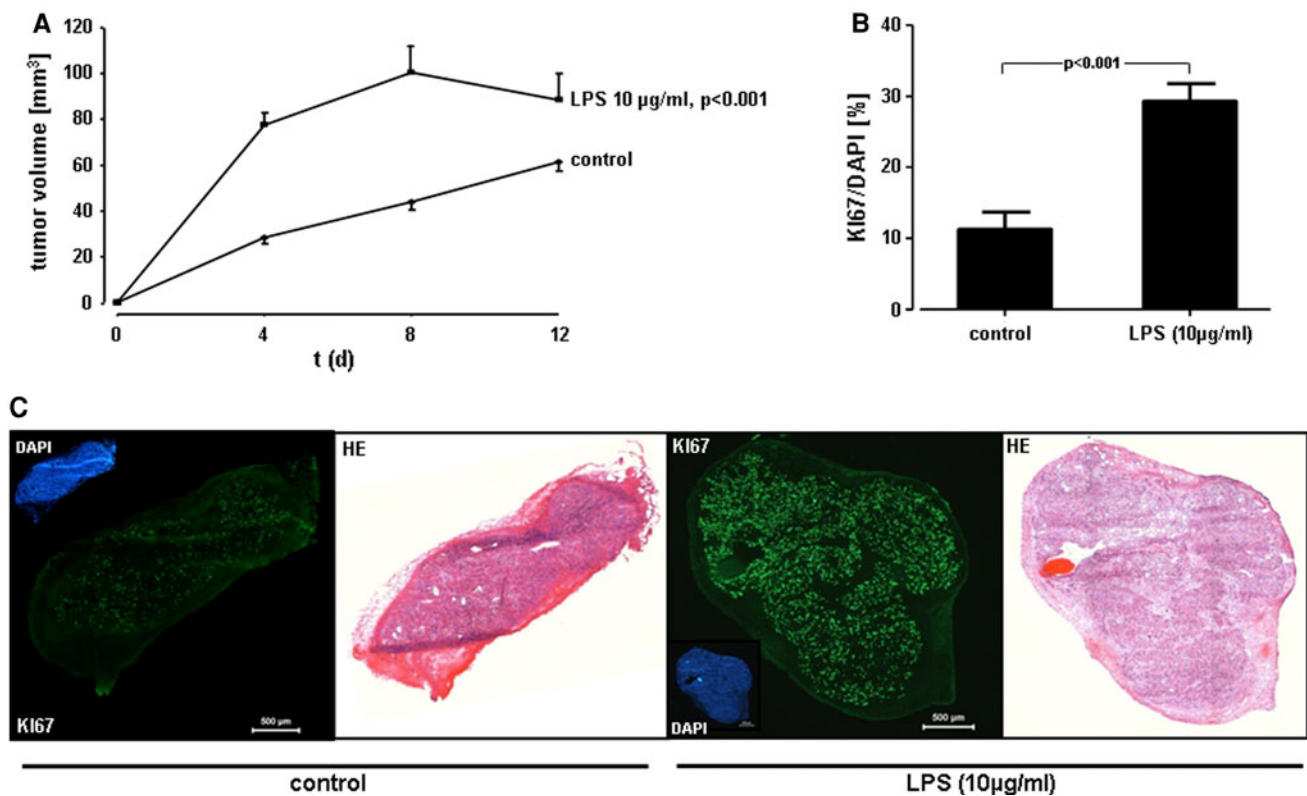 A
tumor volume [mm³]
120
100
80
60
40
20
0
0 4 8 12
t (d)
LPS 10 µg/ml, p<0.001
control
B
KI67/DAPI [%]
40
30
20
10
0
p<0.001
control LPS (10µg/ml)
C
DAPI
KI67
500 µm
HE
KI67
DAPI
500 µm
HE
control
LPS (10µg/ml)